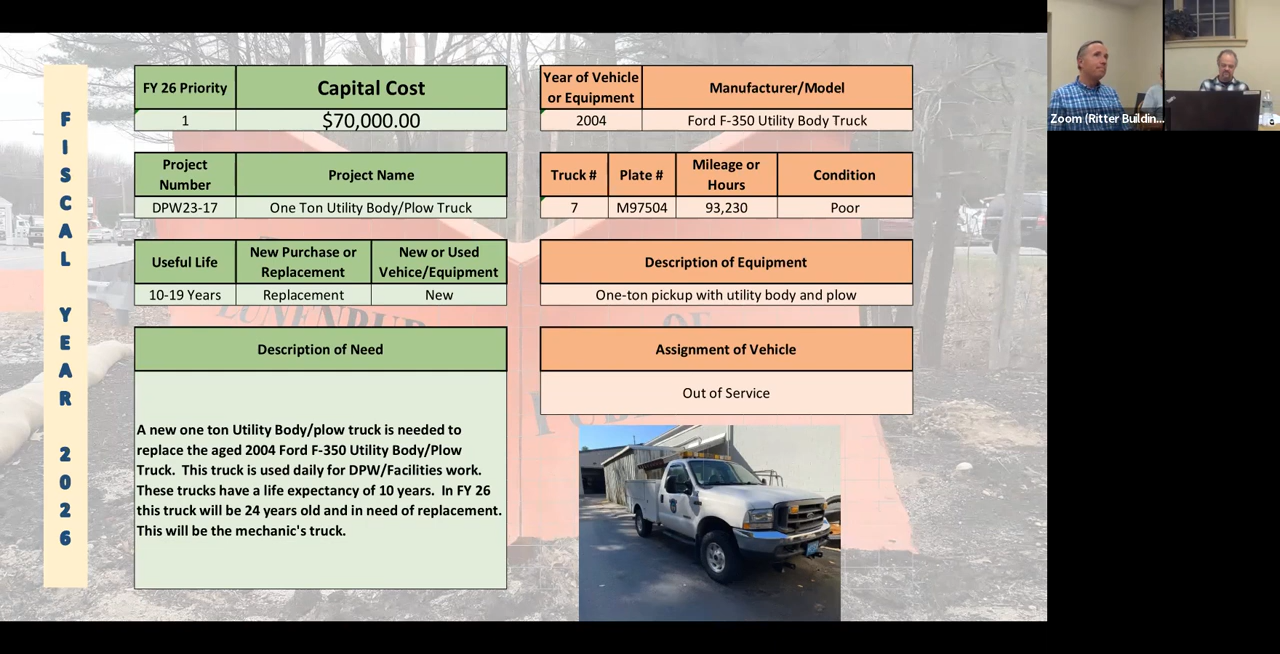 FISCAL YEAR 2026
FY 26 Priority
Capital Cost
1
$70,000.00
Project
Number
Project Name
DPW23-17
One Ton Utility Body/Plow Truck
Useful Life
New Purchase or
Replacement
New or Used
Vehice/Equipment
10-19 Years
Replacement
New
Description of Need
A new one ton Utility Body/plow truck is needed to
replace the aged 2004 Ford F-350 Utility Body/Plow
Truck.  This truck is used daily for DPW/Facilities work.
These trucks have a life expectancy of 10 years.  In FY 26
this truck will be 24 years old and in need of replacement.
This will be the mechanic's truck.
Year of Vehicle
or Equipment
Manufacturer/Model
2004
Ford F-350 Utility Body Truck
Truck #
Plate #
Mileage or
Hours
Condition
7
M97504
93,230
Poor
Description of Equipment
One-ton pickup with utility body and plow
Assignment of Vehicle
Out of Service
OF
Zoom (Ritter Buildin...